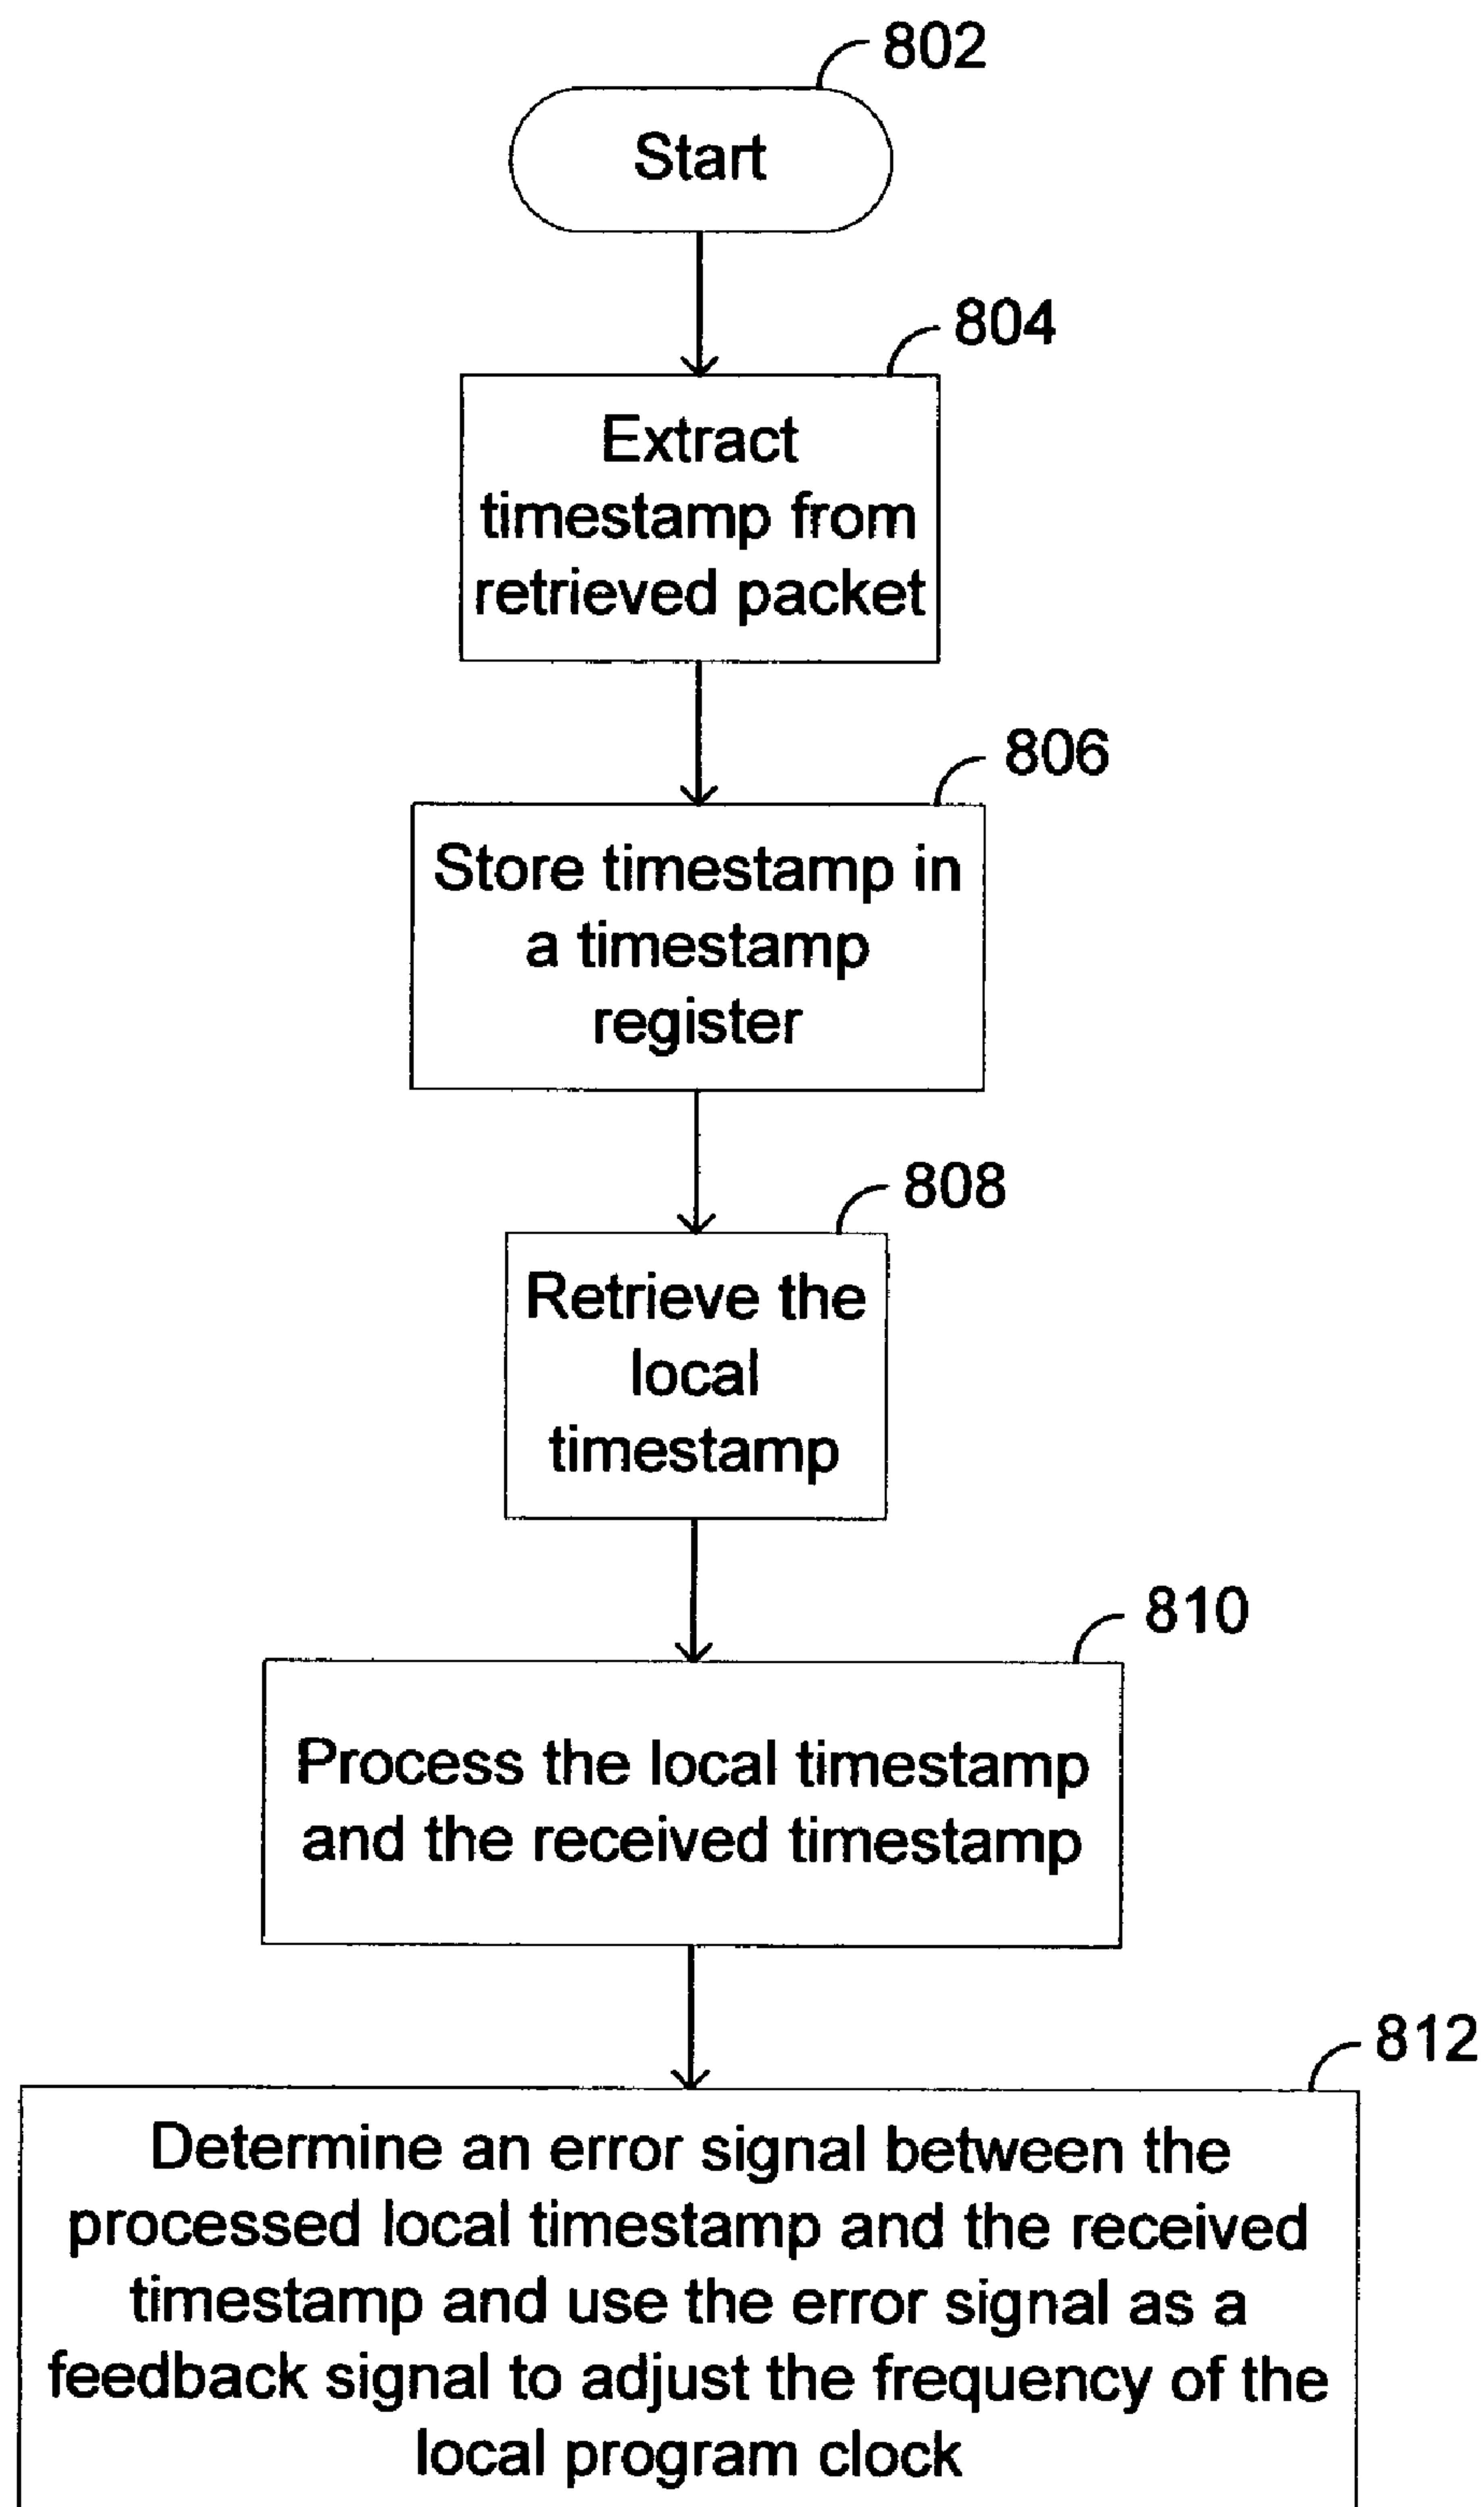 802
Start
804
Extract
timestamp from
retrieved packet
806
Store timestamp in
a timestamp
register
808
Retrieve the
local
timestamp
810
Process the local timestamp
and the received timestamp
812
Determine an error signal between the
processed local timestamp and the received
timestamp and use the error signal as a
feedback signal to adjust the frequency of the
local program clock